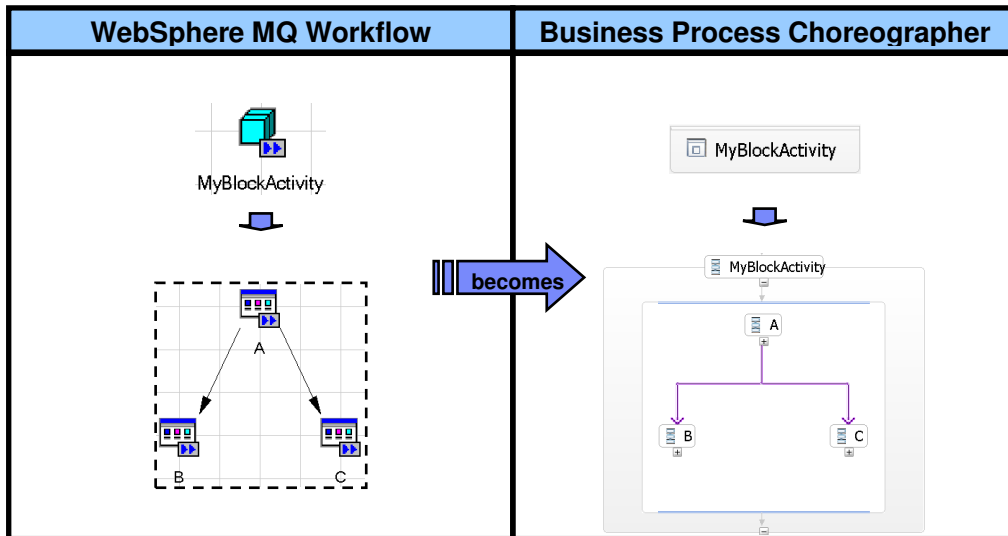 WebSphere MQ Workflow
Business Process Choreographer
MyBlockActivity
A
B
C
becomes
MyBlockActivity
MyBlockActivity
A
B
C